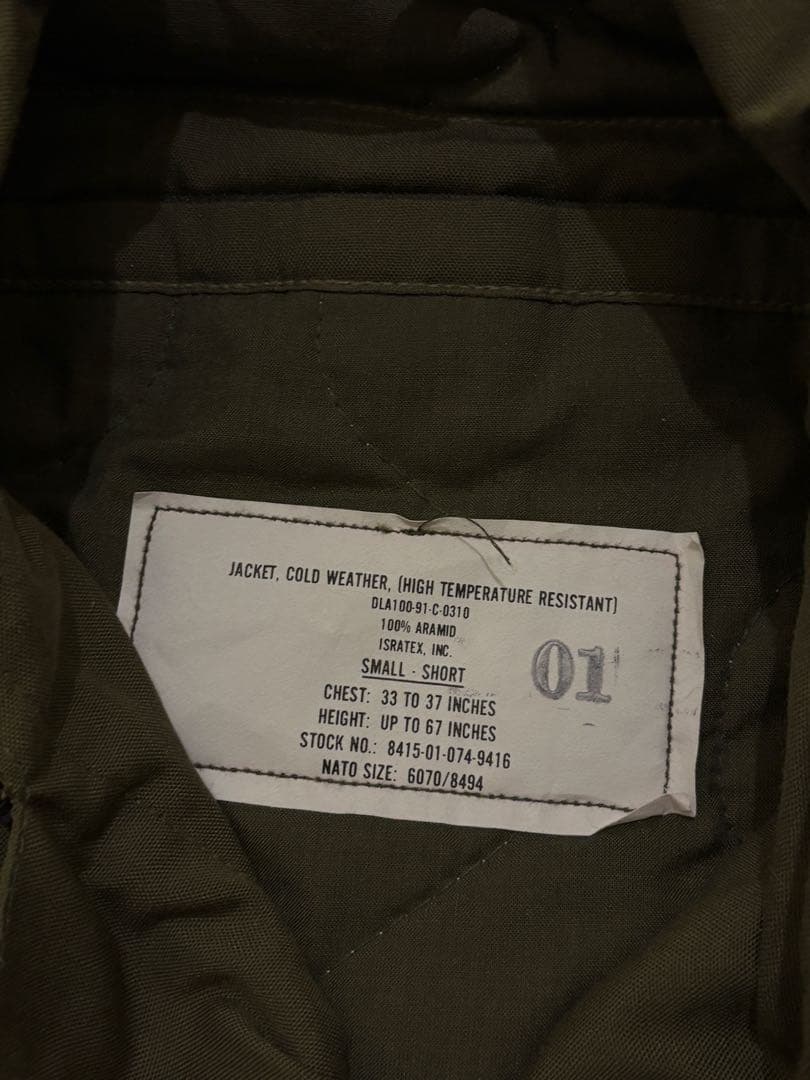 JACKET, COLD WEATHER, (HIGH TEMPERATURE RESISTANT)
DLA100-91-C-0310
100% ARAMID
ISRATEX, INC.
SMALL - SHORT
01
CHEST: 33 TO 37 INCHES
HEIGHT: UP TO 67 INCHES
STOCK NO.: 8415-01-074-9416
NATO SIZE: 6070/8494